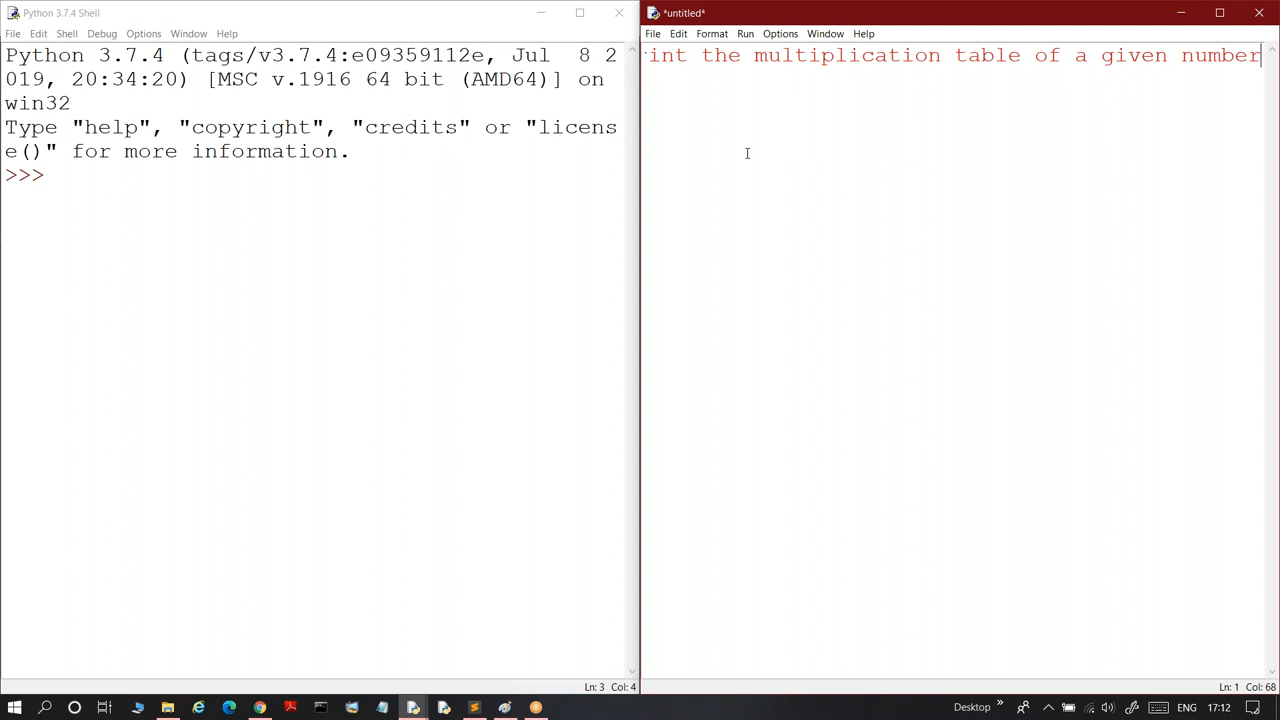 Python 3.7.4 Shell
File Edit Shell Debug Options Window Help
Python 3.7.4 (tags/v3.7.4:e09359112e, Jul  8 2
019, 20:34:20) [MSC v.1916 64 bit (AMD64)] on
win32
Type "help", "copyright", "credits" or "licens
e()" for more information.
>>>
Ln: 3 Col: 4
*untitled*
File Edit Format Run Options Window Help
int the multiplication table of a given number
Ln: 1 Col: 68
Desktop » ENG 17:12